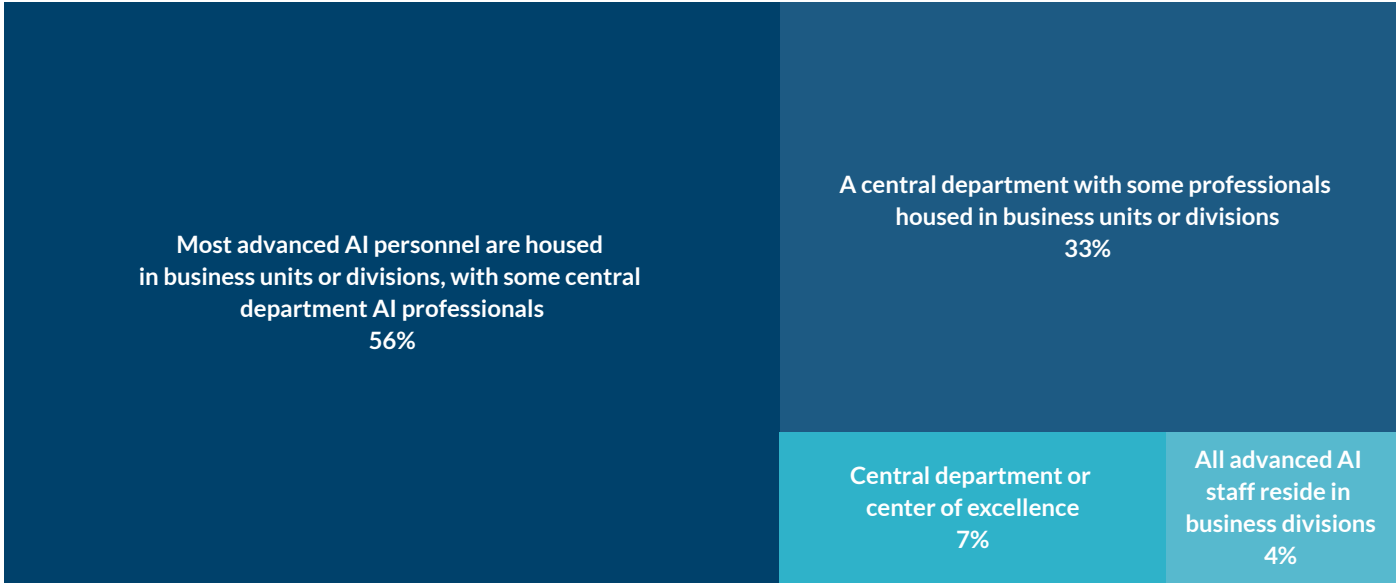 Most advanced AI personnel are housed
in business units or divisions, with some central
department AI professionals
56%
A central department with some professionals
housed in business units or divisions
33%
Central department or
center of excellence
7%
All advanced AI
staff reside in
business divisions
4%